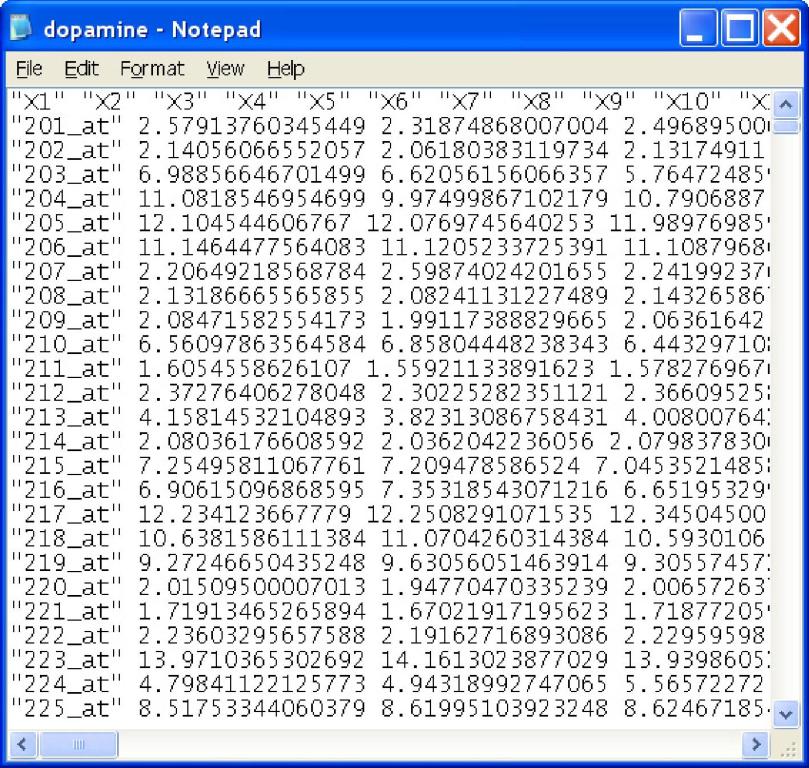 dopamine - Notepad
File Edit Format View Help
"X1" "X2" "X3" "X4" "X5" "X6" "X7" "X8" "X9" "X10"
"201_at" 2.57913760345449 2.31874868007004 2.49689500
"202_at" 2.14056066552057 2.06180383119734 2.13174911
"203_at" 6.98856646701499 6.62056156066357 5.76472485
"204_at" 11.0818546954699 9.97499867102179 10.7906887
"205_at" 12.104544606767 12.0769745640253 11.98976985
"206_at" 11.1464477564083 11.1205233725391 11.1087968
"207_at" 2.20649218568784 2.59874024201655 2.24199237
"208_at" 2.13186665565855 2.08241131227489 2.14326586
"209_at" 2.08471582554173 1.99117388829665 2.06361642
"210_at" 6.56097863564584 6.85804448238343 6.44329710
"211_at" 1.6054558626107 1.55921133891623 1.578276967
"212_at" 2.37276406278048 2.30225282351121 2.36609525
"213_at" 4.15814532104893 3.82313086758431 4.00800764
"214_at" 2.08036176608592 2.0362042236056 2.079837830
"215_at" 7.25495811067761 7.209478586524 7.0453521485
"216_at" 6.90615096868595 7.35318543071216 6.65195329
"217_at" 12.234123667779 12.2508291071535 12.34504500
"218_at" 10.6381586111384 11.0704260314384 10.5930106
"219_at" 9.27246650435248 9.63056051463914 9.30557457
"220_at" 2.01509500007013 1.94770470335239 2.00657263
"221_at" 1.71913465265894 1.67021917195623 1.71877205
"222_at" 2.23603295657588 2.19162716893086 2.22959598
"223_at" 13.9710365302692 14.1613023877029 13.9398605
"224_at" 4.79841122125773 4.94318992747065 5.56572272
"225_at" 8.51753344060379 8.61995103923248 8.62467185